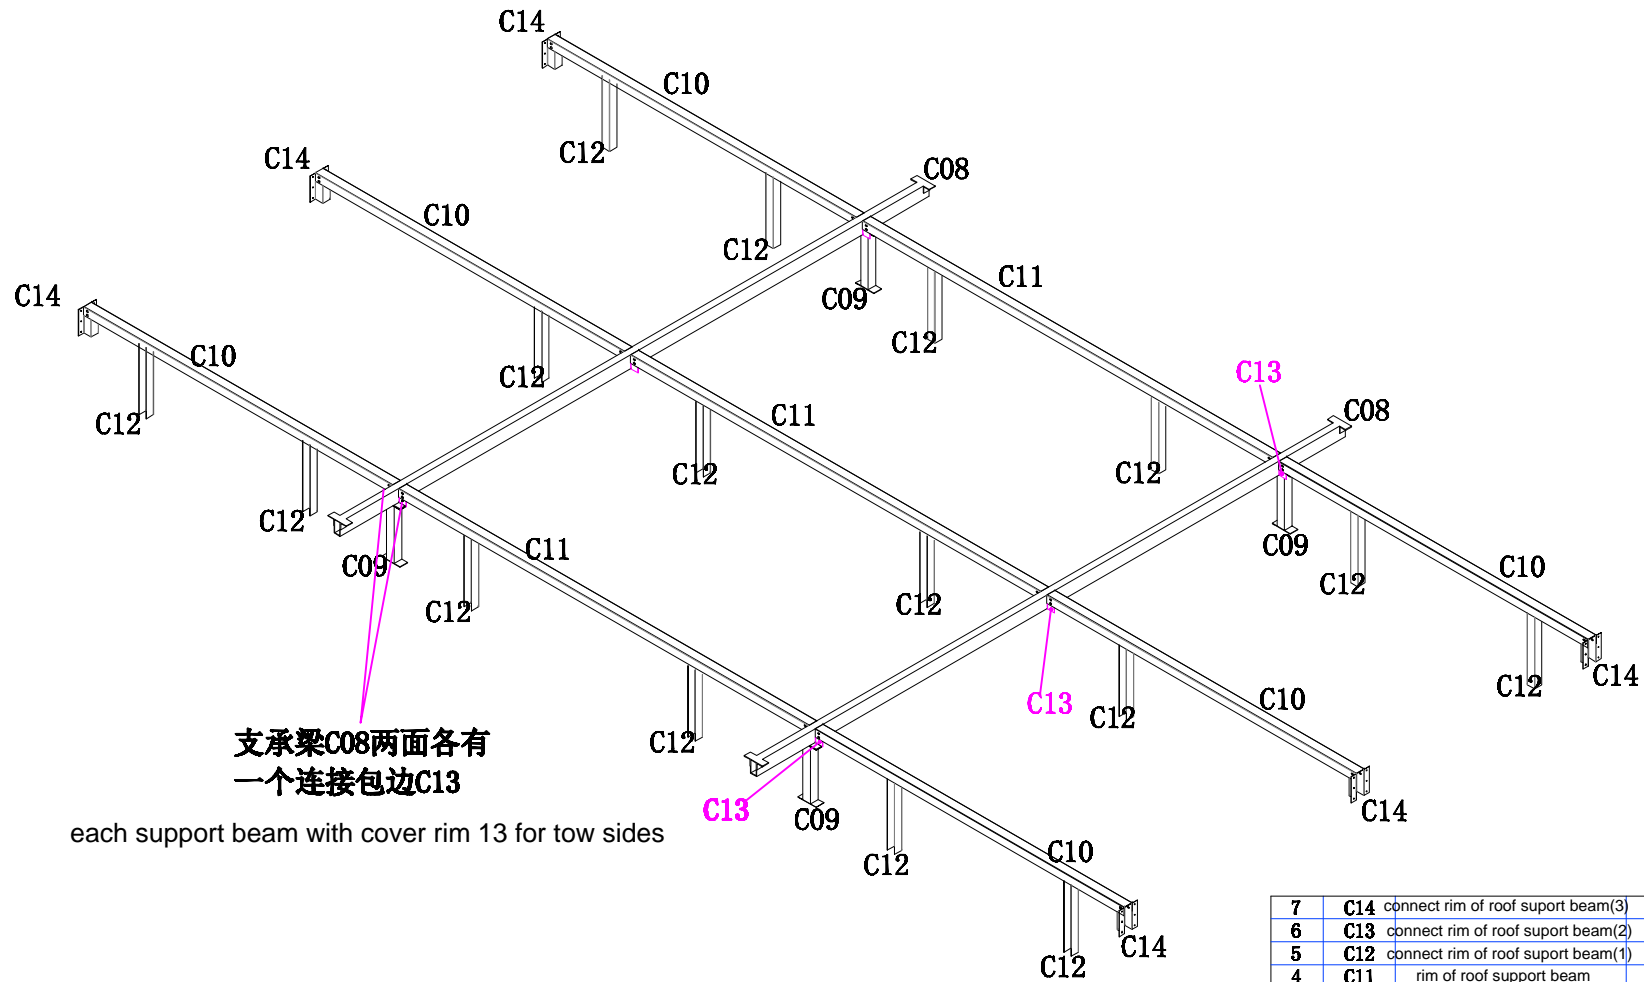 C14
C10
C12
C14
C08
C10
C12
C11
C09
C14
C12
C13
C10
C12
C08
C11
C12
C12
C12
C12
C09
C11
C09
C12
C10
C12
C12
C12
C14
C13
C10
C12
支承梁C08两面各有
一个连接包边C13
C12
C13
C09
C14
each support beam with cover rim 13 for tow sides
C10
C12
C14
C12
7 C14 connect rim of roof suport beam(3)
6 C13 connect rim of roof suport beam(2)
5 C12 connect rim of roof suport beam(1)
4 C11 rim of roof support beam